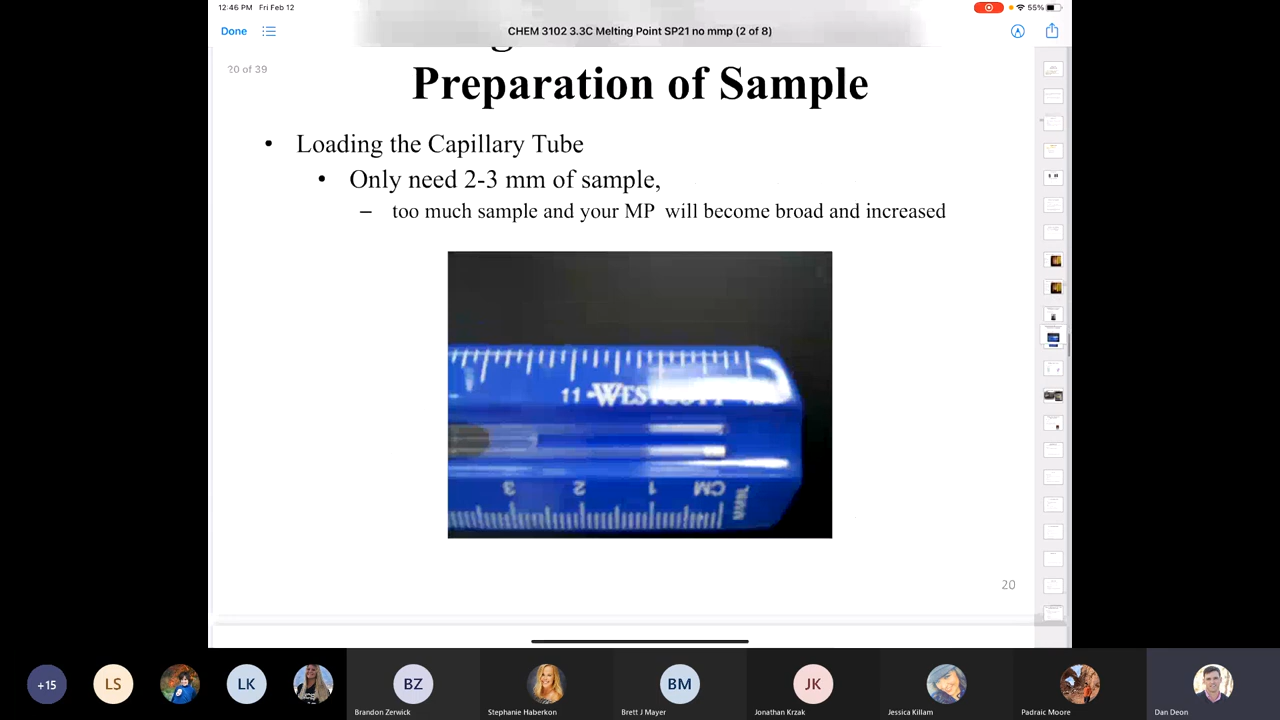 12:46 PM Fri Feb 12
55%
Done
CHEM 3102 3.3C Melting Point SP21 no mmp (2 of 8)
20 of 39
Preparation of Sample
• Loading the Capillary Tube
• Only need 2-3 mm of sample,
– too much sample and your MP will become broad and increased
11 WESTCOTT
3 2 1 CM
MM
20
+15
LS
LK
BZ
BM
JK
Brandon Zerwick
Stephanie Haberkon
Brett J Mayer
Jonathan Krzak
Jessica Killam
Padraic Moore
Dan Deon